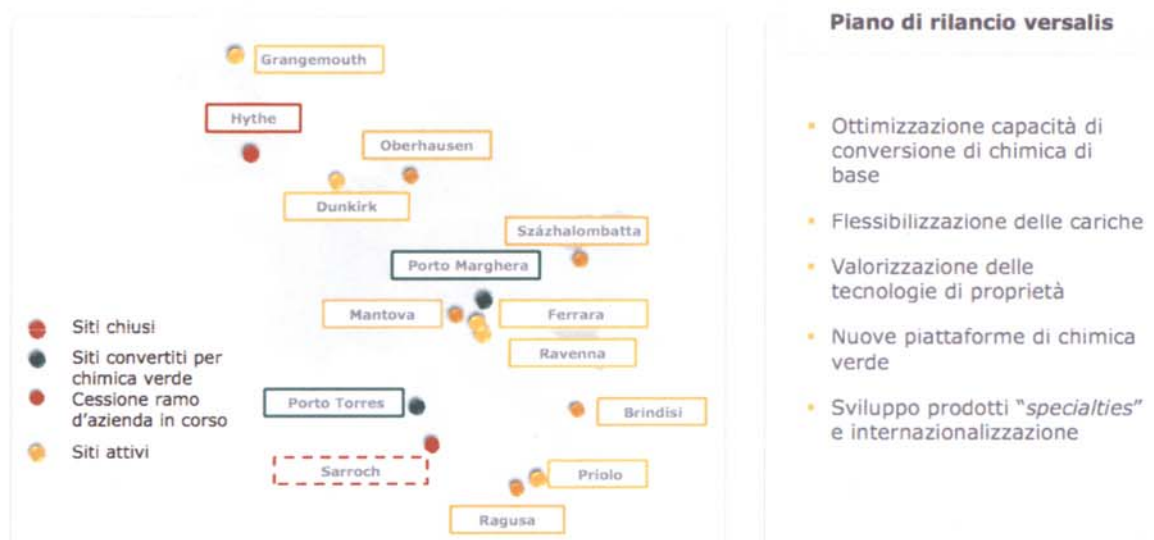 Grangemouth
Hythe
Oberhausen
Dunkirk
Százhalombatta
Porto Marghera
Mantova
Ferrara
Ravenna
Porto Torres
Brindisi
Sarroch
Priolo
Ragusa
Siti chiusi
Siti convertiti per
chimica verde
Cessione ramo
d'azienda in corso
Siti attivi
Piano di rilancio versalis
Ottimizzazione capacità di
conversione di chimica di
base
Flessibilizzazione delle cariche
Valorizzazione delle
tecnologie di proprietà
Nuove piattaforme di chimica
verde
Sviluppo prodotti "specialties"
e internazionalizzazione